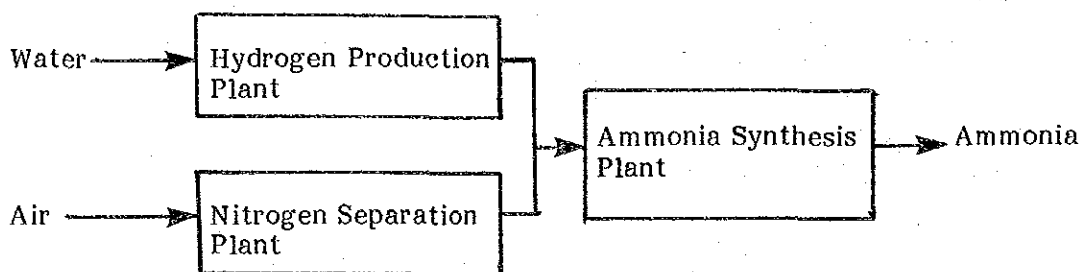 Water
Hydrogen Production
Plant
Air
Nitrogen Separation
Plant
Ammonia Synthesis
Plant
Ammonia